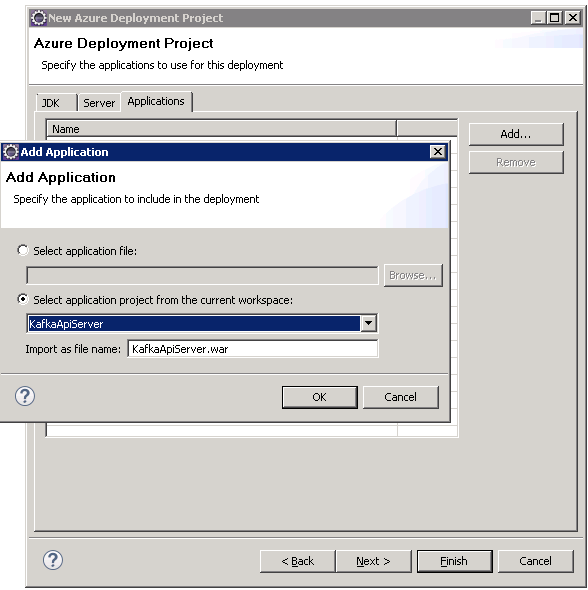 New Azure Deployment Project
Azure Deployment Project
Specify the applications to use for this deployment
JDK Server Applications
Name
Add...
Remove
Add Application
Add Application
Specify the application to include in the deployment
Select application file:
Browse...
Select application project from the current workspace:
KafkaApiServer
Import as file name: KafkaApiServer.war
? OK Cancel
? < Back Next > Finish Cancel